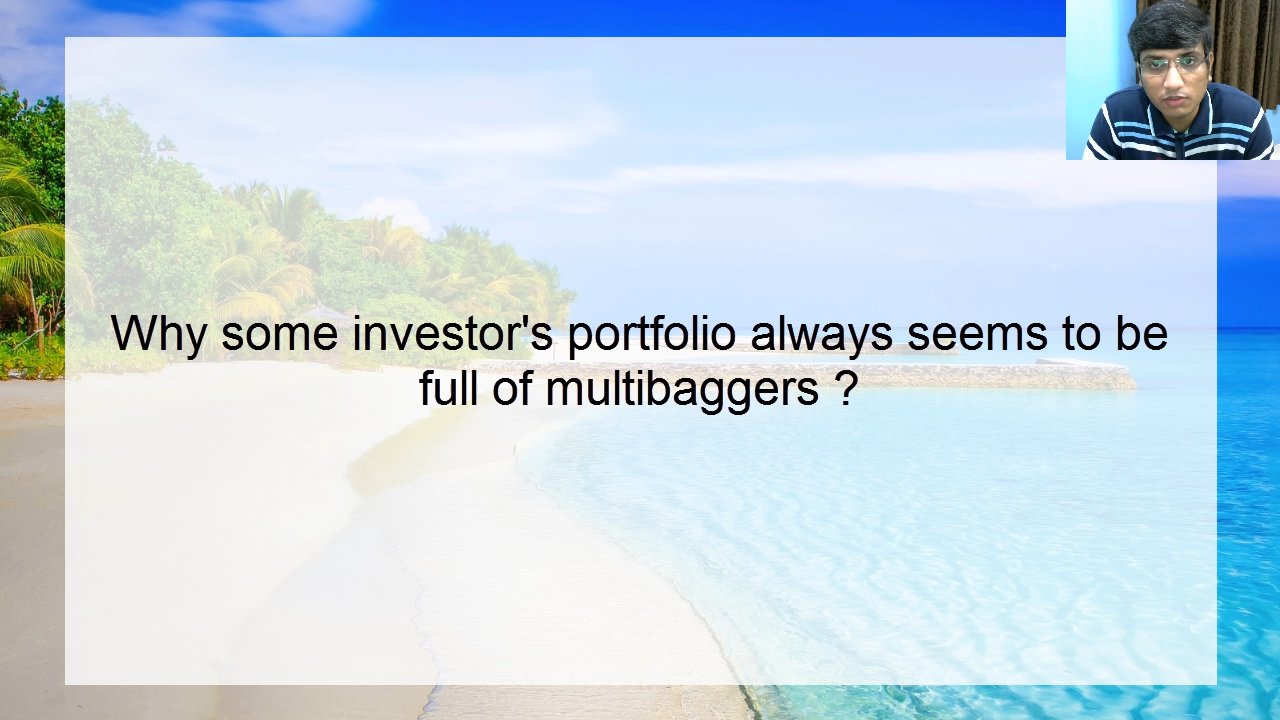 Why some investor's portfolio always seems to be
full of multibaggers ?